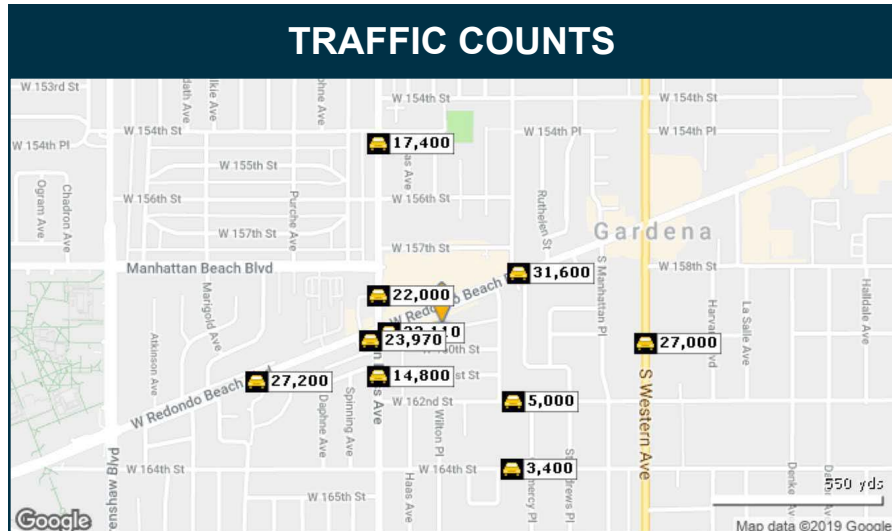 TRAFFIC COUNTS
W 153rd St
W 154th St
W 154th St
W 154th St
W 154th Pl
W 154th Pl
W 154th Pl
17,400
W 155th St
Ogram Ave
Chadron Ave
W 156th St
Purche Ave
W 156th St
Ruthelen St
W 157th St
W 157th St
Gardena
Manhattan Beach Blvd
W 158th St
31,600
S Manhattan Pl
22,000
W Redondo Beach
Marigold Ave
La Salle Ave
Halldale Ave
23,970
27,000
Atkinson Ave
14,800
27,200
W Redondo Beach
Daphne Ave
Spinning Ave
W 162nd St
5,000
Wilton Pl
S Western Ave
W 164th St
W 164th St
3,400
Haas Ave
W 165th St
550 yds
Google
Map data ©2019 Google